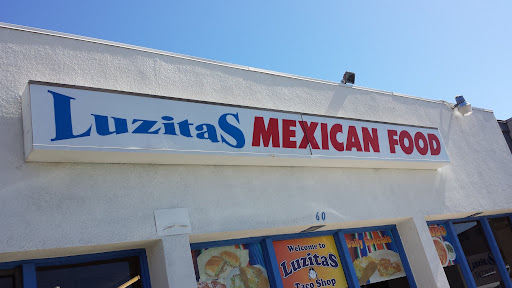 LuzitaS MEXICAN FOOD
60
Welcome to
LuzitaS
Taco Shop